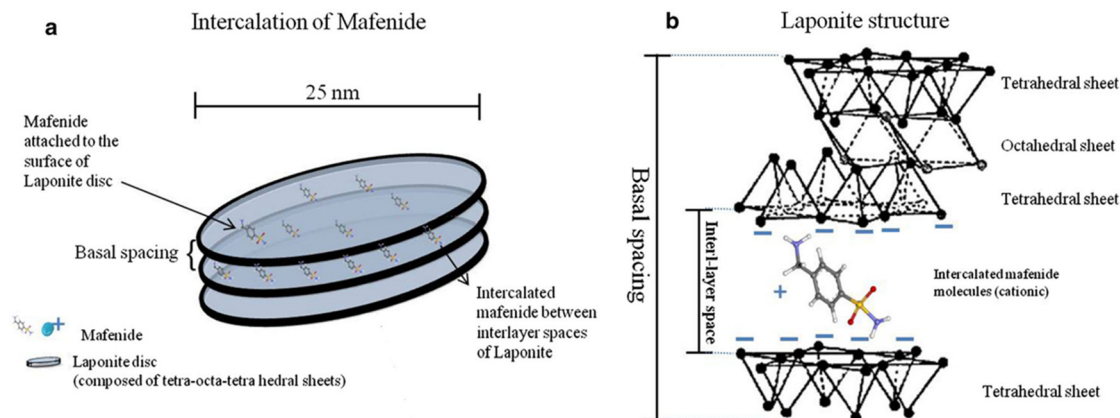 a
Intercalation of Mafenide
25 nm
Mafenide
attached to the
surface of
Laponite disc
Basal spacing
Intercalated
mafenide between
interlayer spaces
of Laponite
+
Mafenide
Laponite disc
(composed of tetra-octa-tetra hedral sheets)
b
Laponite structure
Basal spacing
Interl-layer space
Tetrahedral sheet
Octahedral sheet
Tetrahedral sheet
+
Intercalated mafenide
molecules (cationic)
Tetrahedral sheet